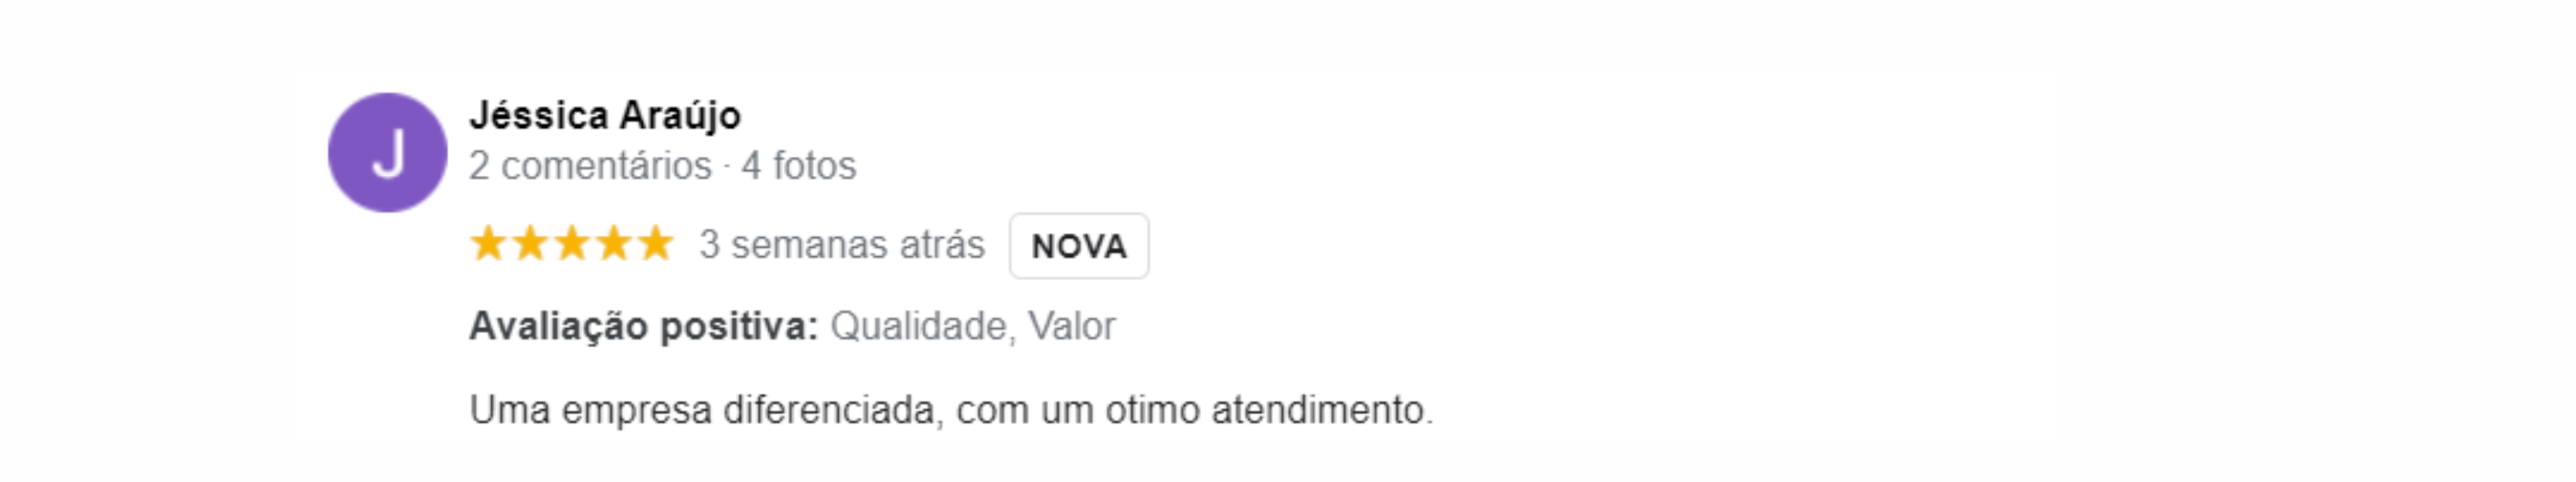 J
Jéssica Araújo
2 comentários · 4 fotos
★★★★★ 3 semanas atrás NOVA
Avaliação positiva: Qualidade, Valor
Uma empresa diferenciada, com um otimo atendimento.